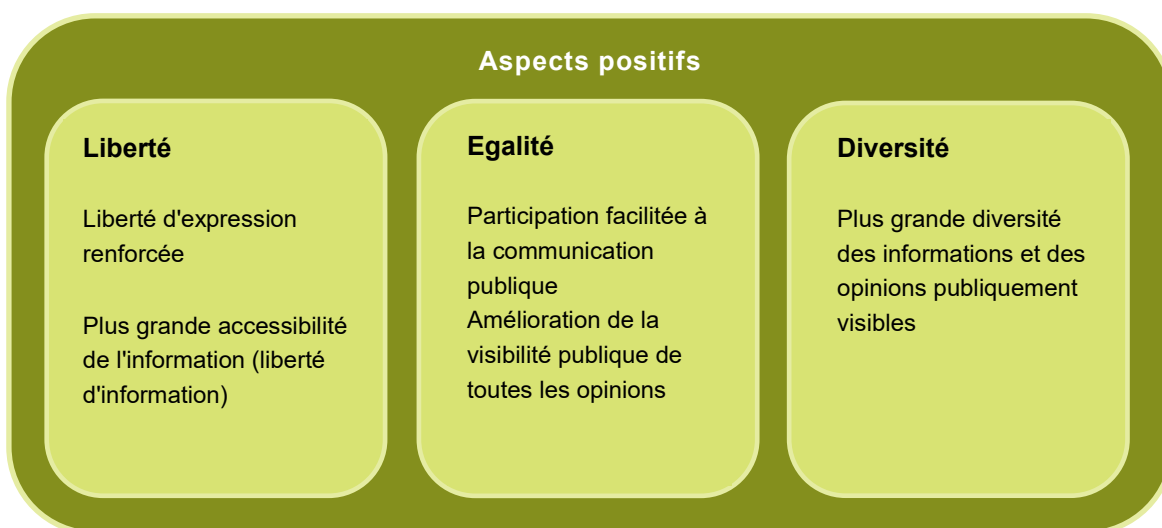 Aspects positifs
Liberté
Liberté d'expression
renforcée
Plus grande accessibilité
de l'information (liberté
d'information)
Egalité
Participation facilitée à
la communication
publique
Amélioration de la
visibilité publique de
toutes les opinions
Diversité
Plus grande diversité
des informations et des
opinions publiquement
visibles